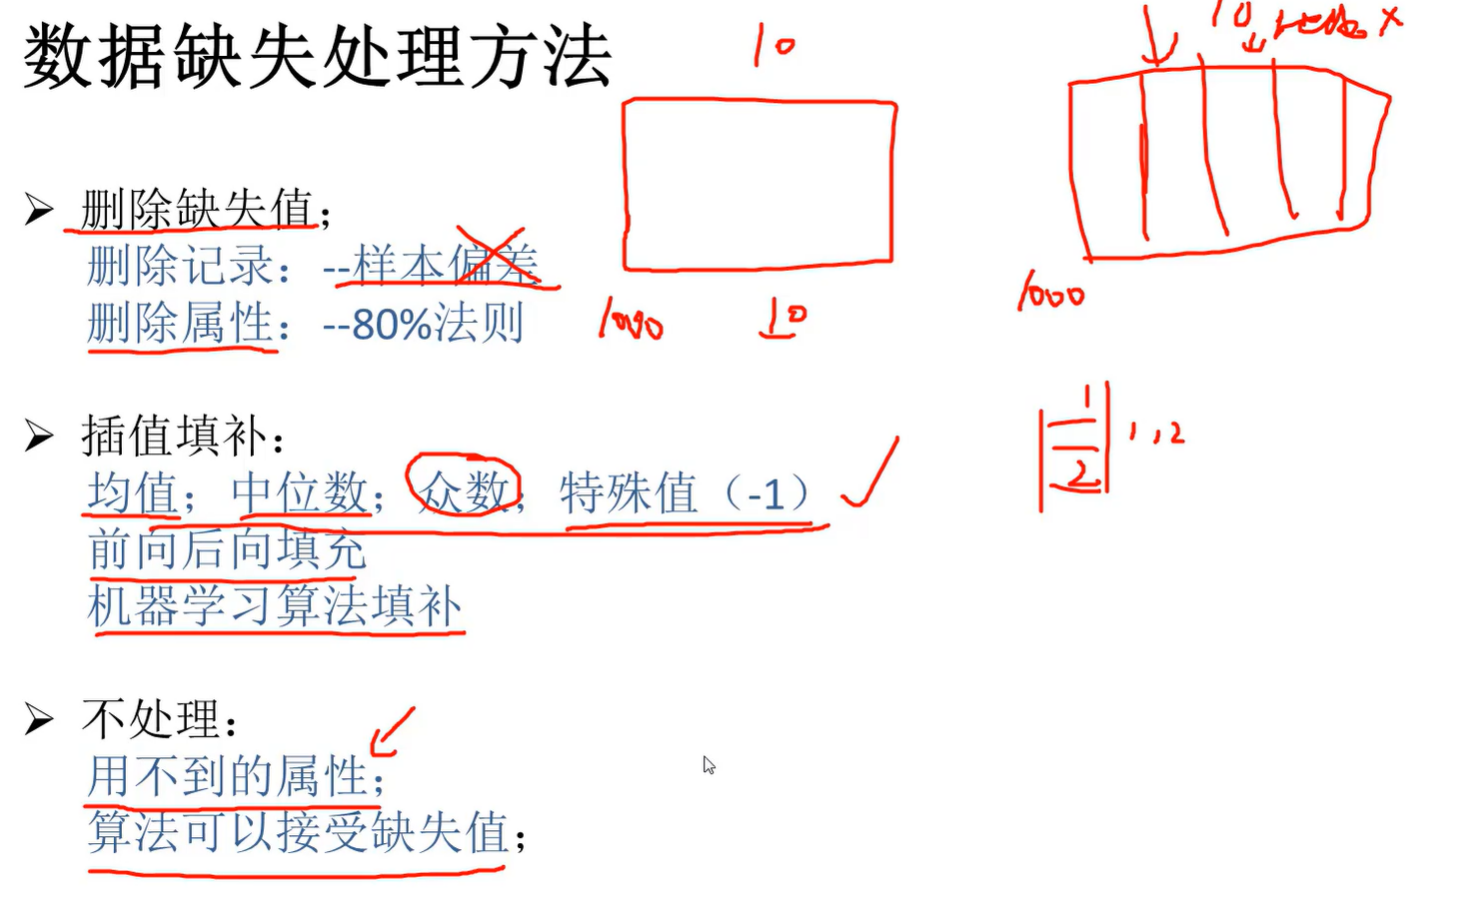 数据缺失处理方法
10
10
➢ 删除缺失值；
删除记录：--样本偏差
删除属性：--80%法则
1000
10
1000
➢ 插值填补：
均值；中位数；众数；特殊值（-1）
前向后向填充
机器学习算法填补
1
2
1,,2
➢ 不处理：
用不到的属性；
算法可以接受缺失值；